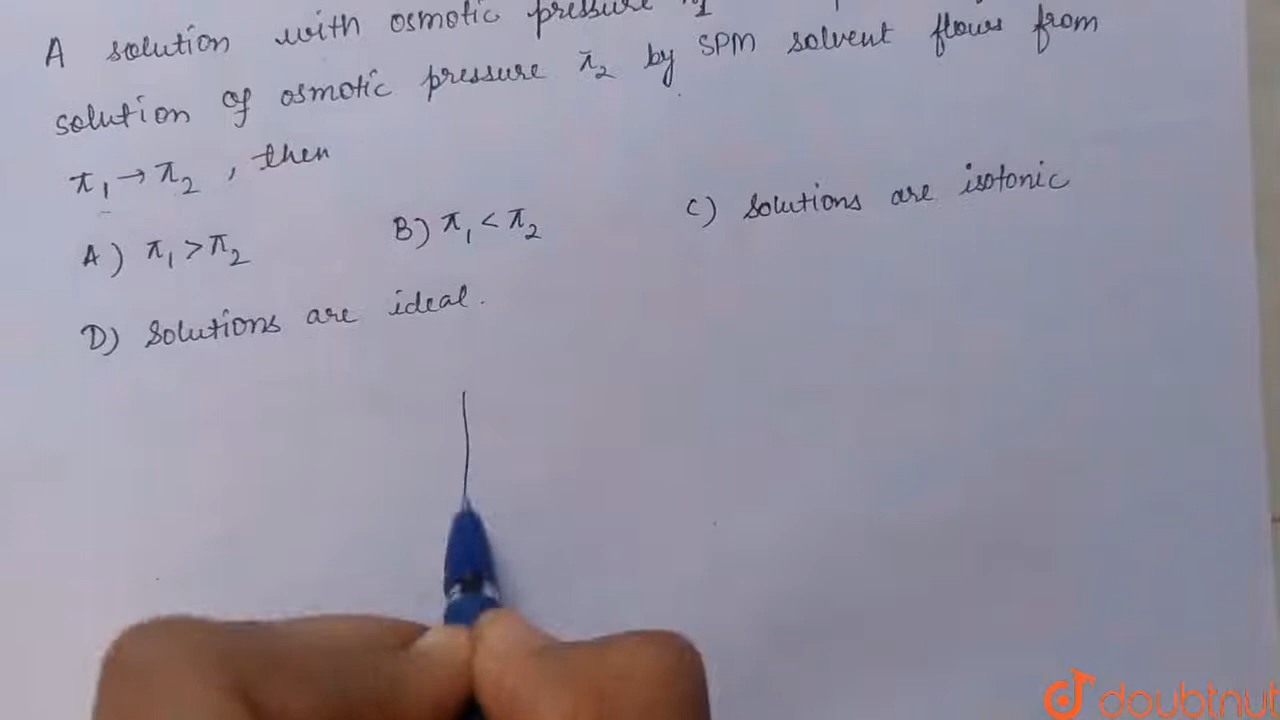 A solution with osmotic pressure π1
solution of osmotic pressure π2 by SPM solvent flows from
π1 → π2 , then
A) π1 > π2 B) π1 < π2 C) Solutions are isotonic
D) Solutions are ideal.
doubtnut